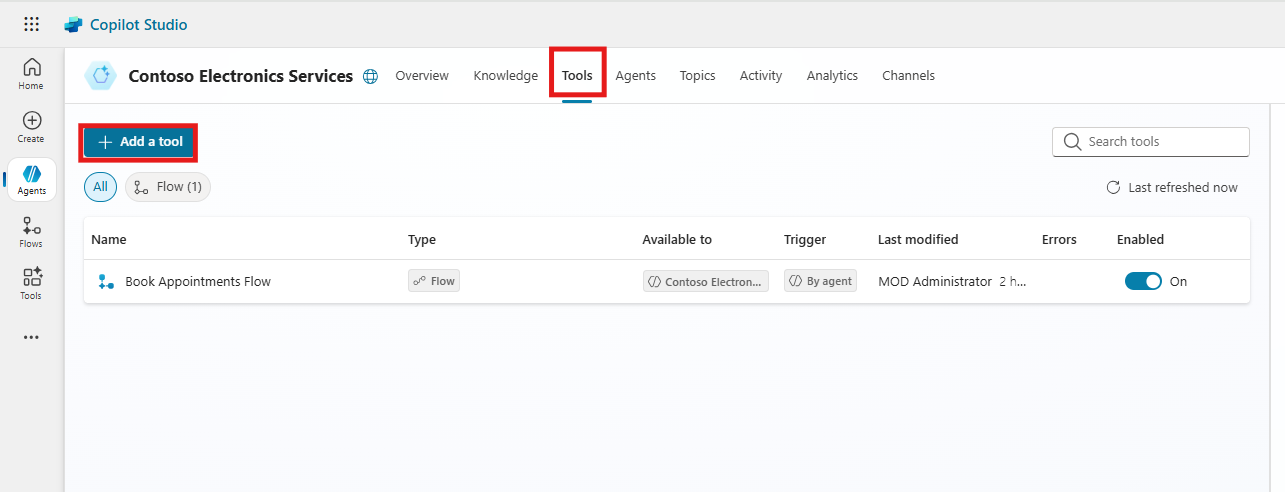 Copilot Studio
Home
Create
Agents
Flows
Tools
Contoso Electronics Services Overview Knowledge Tools Agents Topics Activity Analytics Channels
Add a tool
Search tools
All Flow (1)
Last refreshed now
Name Type Available to Trigger Last modified Errors Enabled
Book Appointments Flow Flow Contoso Electron... By agent MOD Administrator 2 h... On